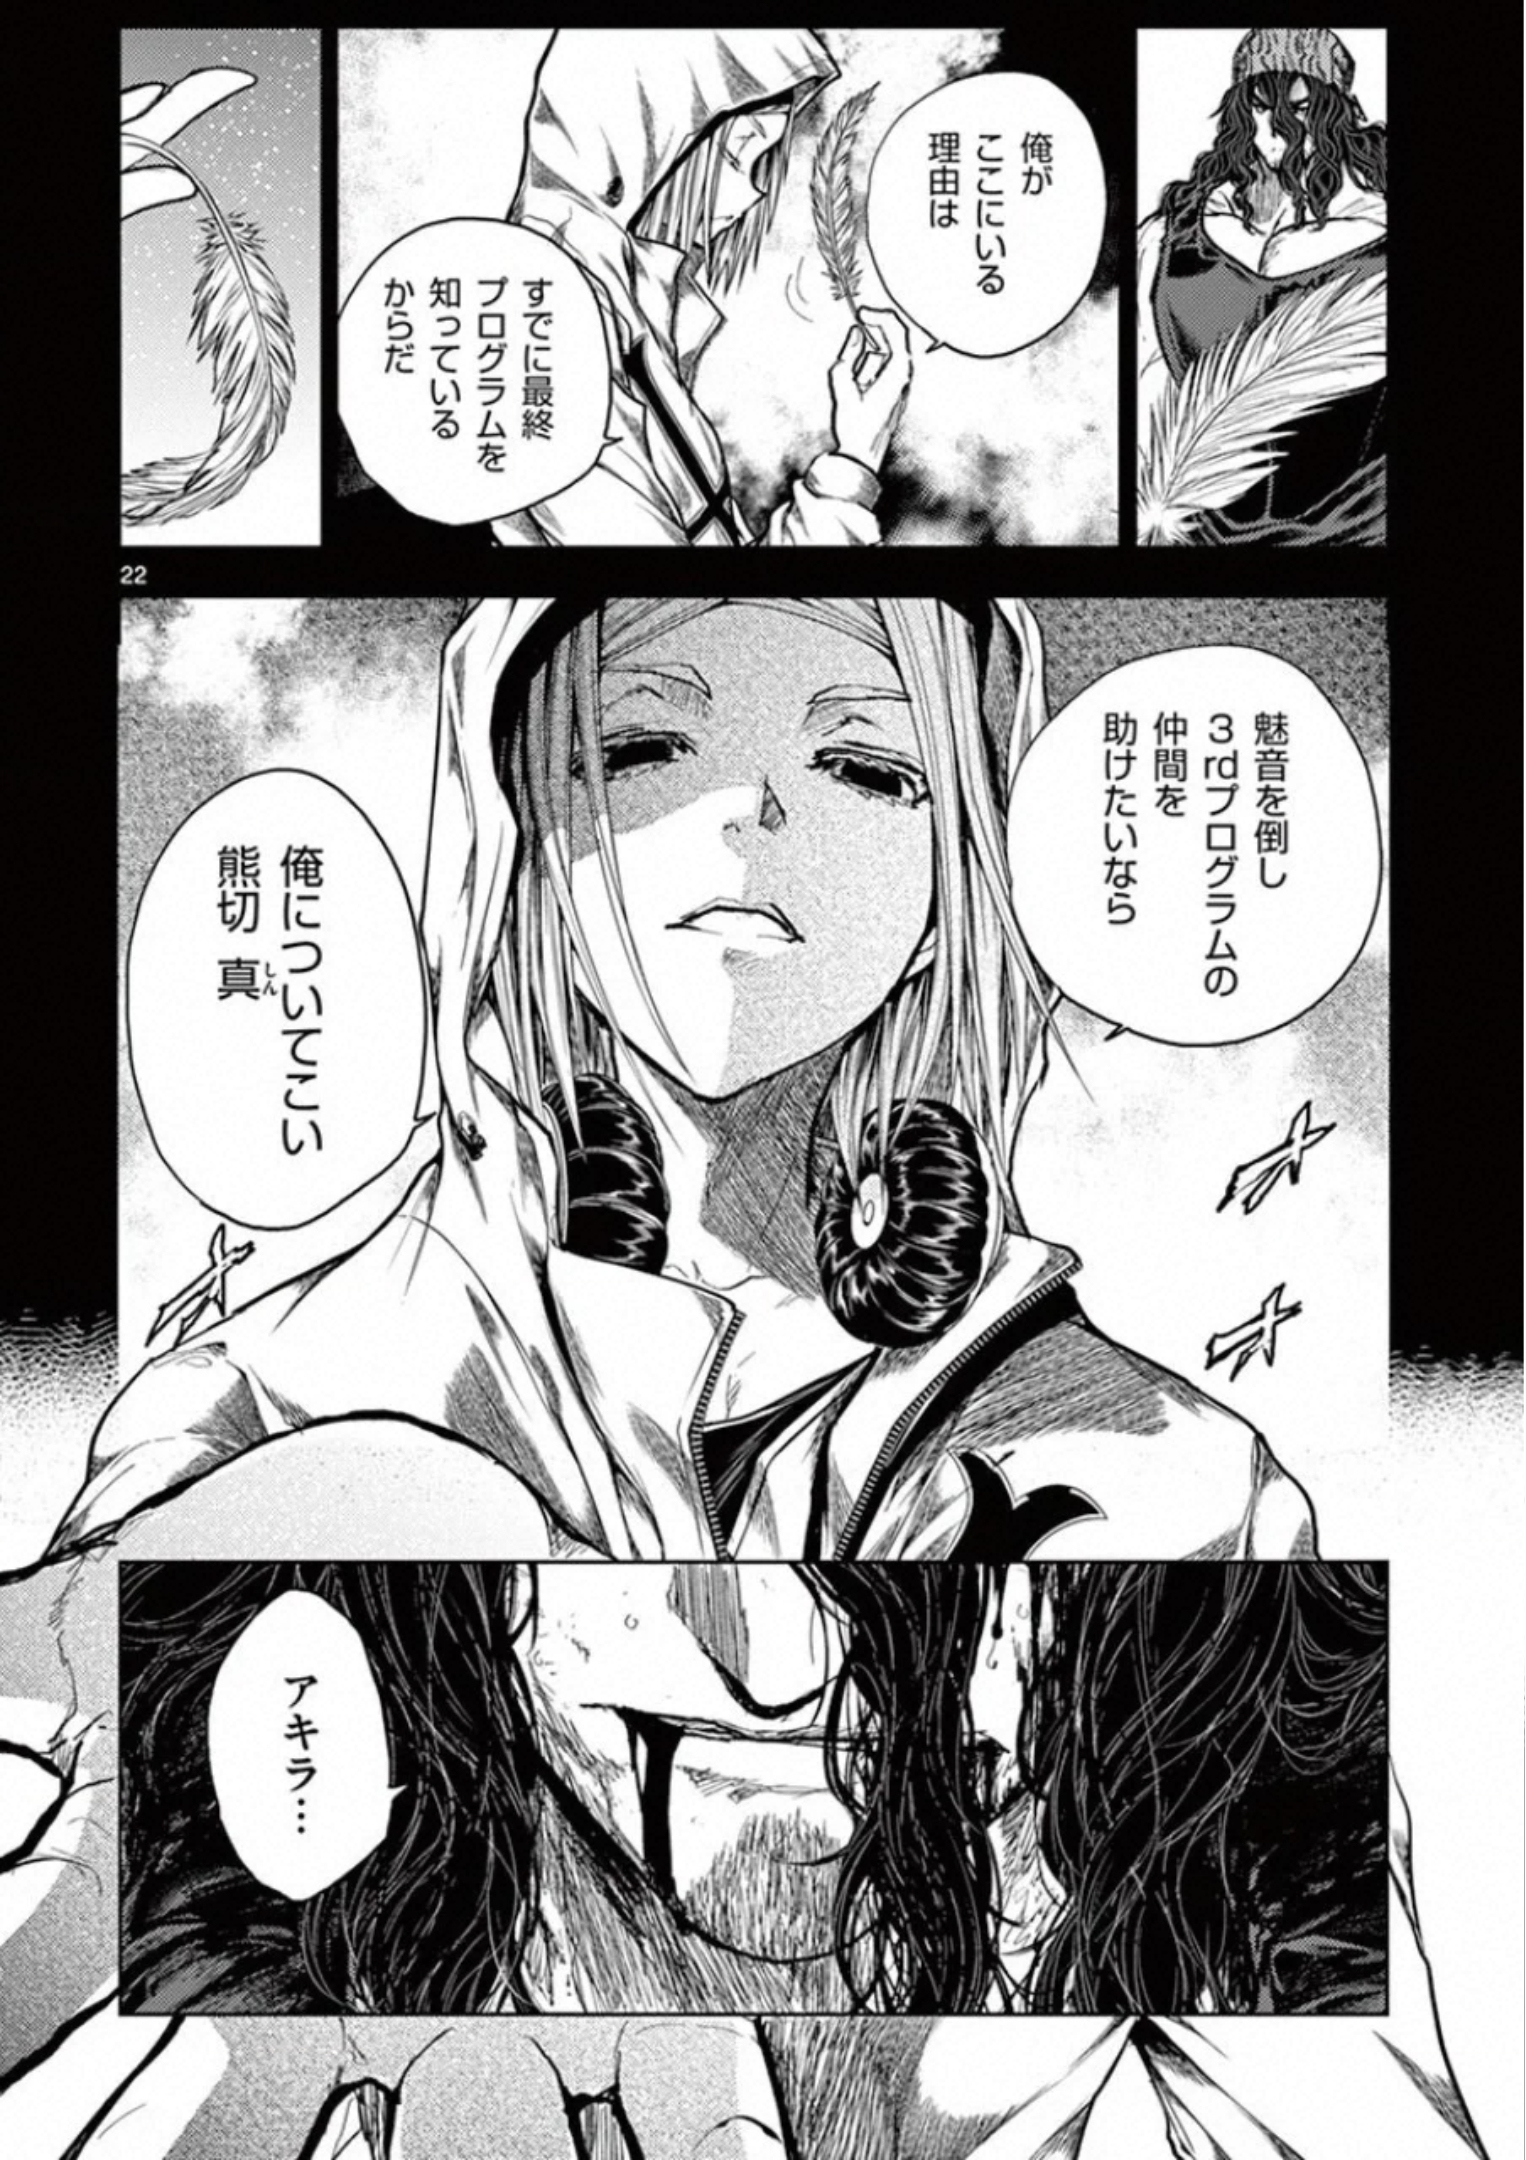 俺が
ここにいる
理由は
すでに最終
プログラムを
知っている
からだ
22
魅音を倒し
3rdプログラムの
仲間を
助けたいなら
俺についてこい
熊切 真
しん
オ
オ
オ
アキラ…